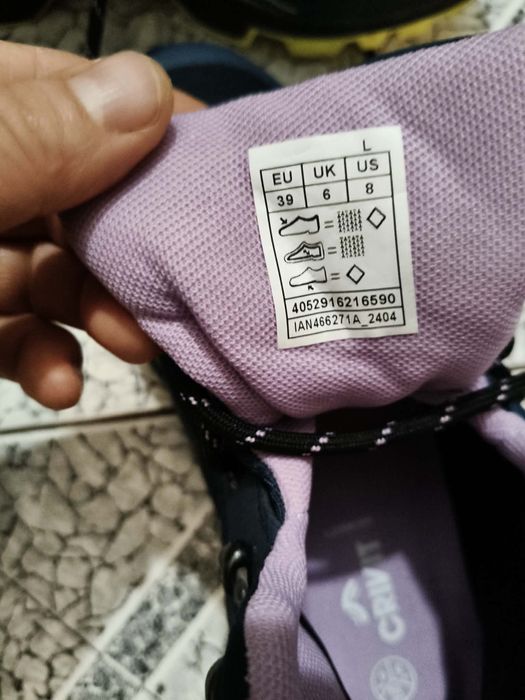 L
EU UK US
39 6 8
= 
=
=
4052916216590
IAN466271A_2404
CRIVIT